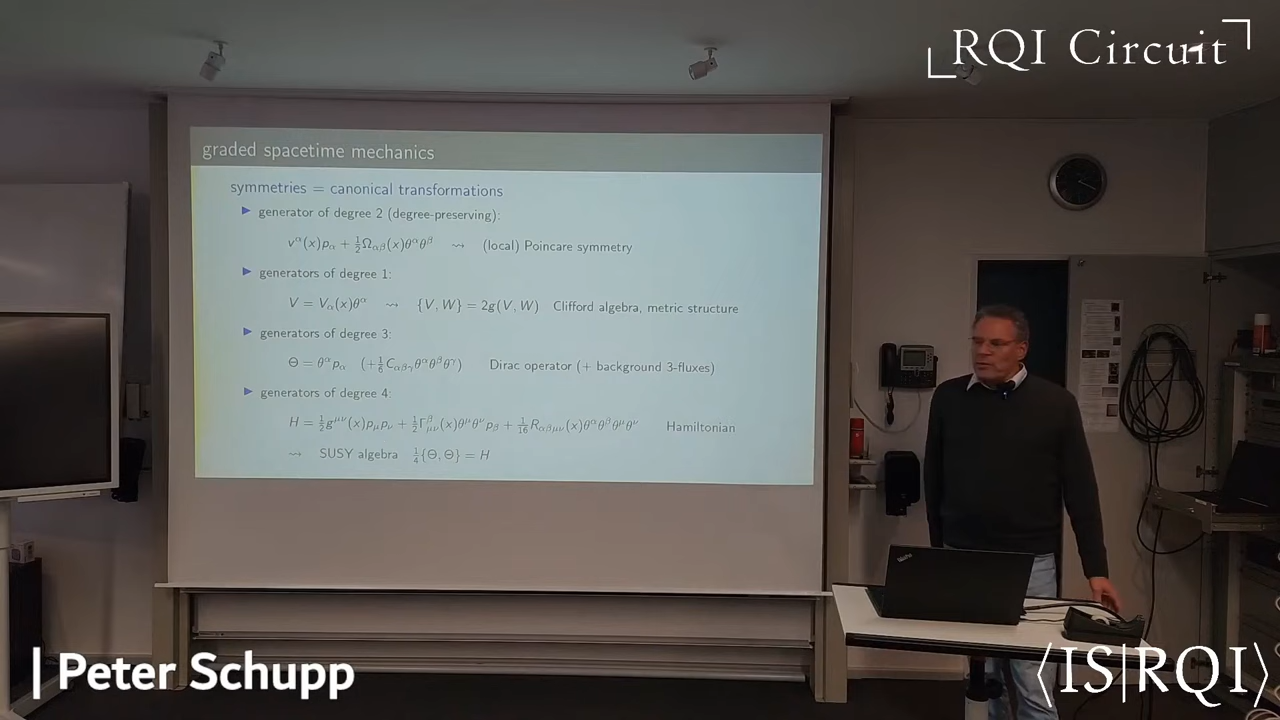 RQI Circuit
graded spacetime mechanics
symmetries = canonical transformations
▶ generator of degree 2 (degree-preserving):
v^α(x)p_α + ½Ω_αβ(x)θ^αθ^β ⇝ (local) Poincare symmetry
▶ generators of degree 1:
V = V_α(x)θ^α ⇝ {V, W} = 2g(V, W) Clifford algebra, metric structure
▶ generators of degree 3:
Θ = θ^αp_α (+⅙C_αβγθ^αθ^βθ^γ) Dirac operator (+ background 3-fluxes)
▶ generators of degree 4:
H = ½g^μν(x)p_μp_ν + ½Γ^β_μν(x)θ^μθ^νp_β + 1/16 R_αβμν(x)θ^αθ^βθ^μθ^ν Hamiltonian
⇝ SUSY algebra ¼{Θ, Θ} = H
| Peter Schupp
⟨IS|RQI⟩